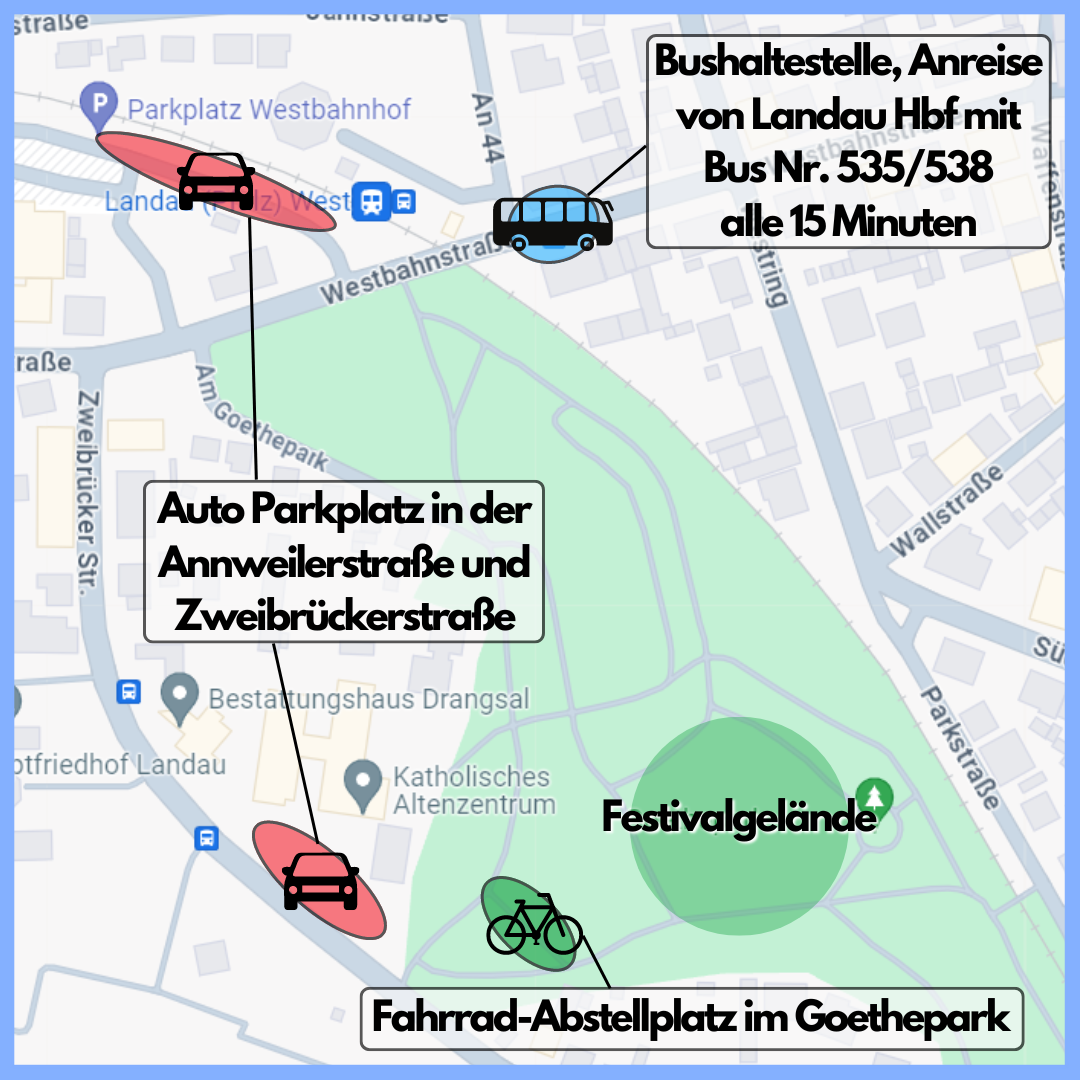 straße
Jahnstraße
Bushaltestelle, Anreise
von Landau Hbf mit
Bus Nr. 535/538
alle 15 Minuten
P
Parkplatz Westbahnhof
An 44
Landau (Pfalz) West
Westbahnstraß
string
raße
Am Goethepark
Zweibrücker Str.
Wallstraße
Auto Parkplatz in der
Annweilerstraße und
Zweibrückerstraße
Sü
Parkstraße
Bestattungshaus Drangsal
otfriedhof Landau
Katholisches
Altenzentrum
Festivalgelände
Fahrrad-Abstellplatz im Goethepark